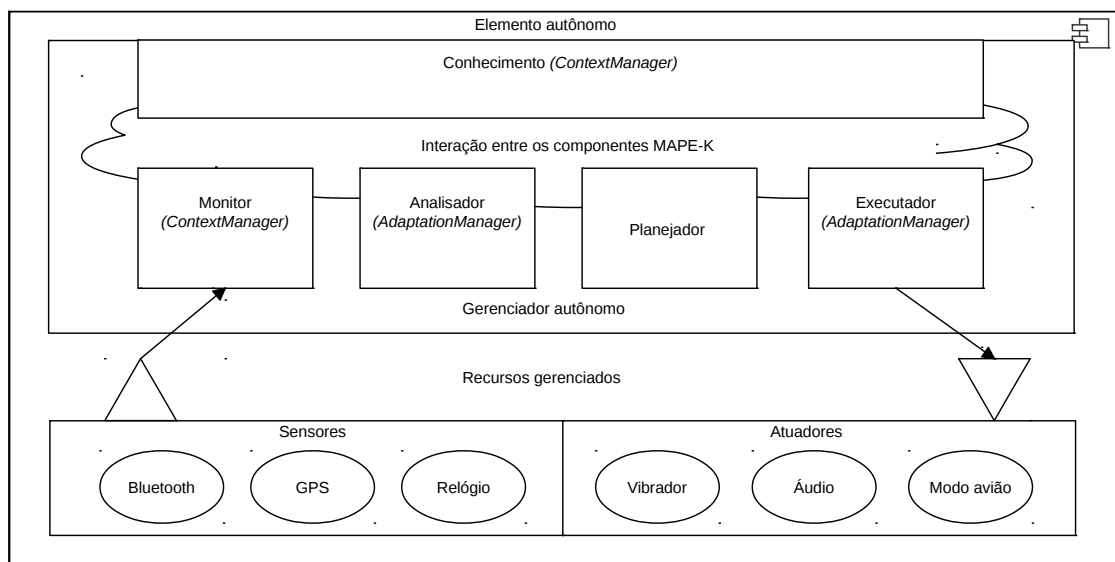 Elemento autônomo
Conhecimento (ContextManager)
Interação entre os componentes MAPE-K
Monitor
(ContextManager)
Analisador
(AdaptationManager)
Planejador
Executador
(AdaptationManager)
Gerenciador autônomo
Recursos gerenciados
Sensores
Atuadores
Bluetooth
GPS
Relógio
Vibrador
Áudio
Modo avião